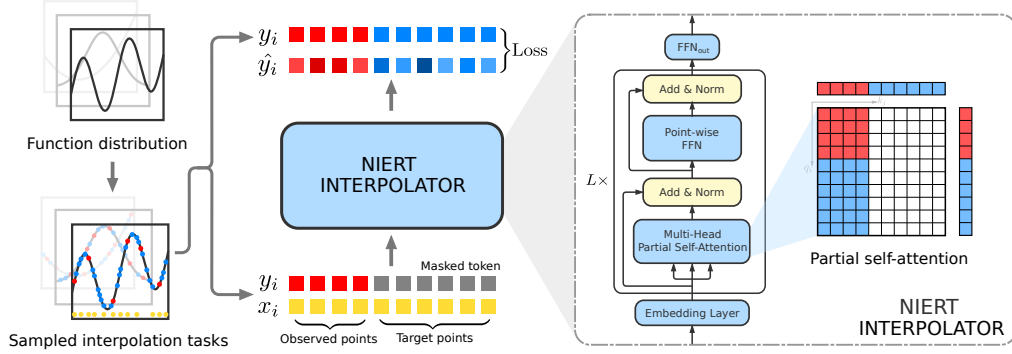 Function distribution
Sampled interpolation tasks
y_i
ŷ_i
Loss
NIERT
INTERPOLATOR
Masked token
y_i
x_i
Observed points
Target points
FFN_out
Add & Norm
Point-wise
FFN
L×
Add & Norm
Multi-Head
Partial Self-Attention
Embedding Layer
Partial self-attention
NIERT
INTERPOLATOR